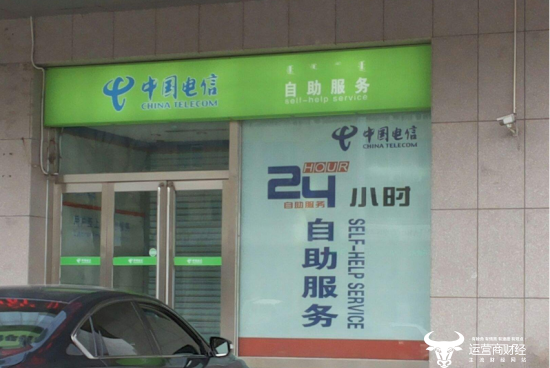 中国电信
CHINA TELECOM
自助服务
self-help service
中国电信
CHINA TELECOM
HOUR
24小时
自助服务
自助服务
SELF-HELP SERVICE
运营商财经